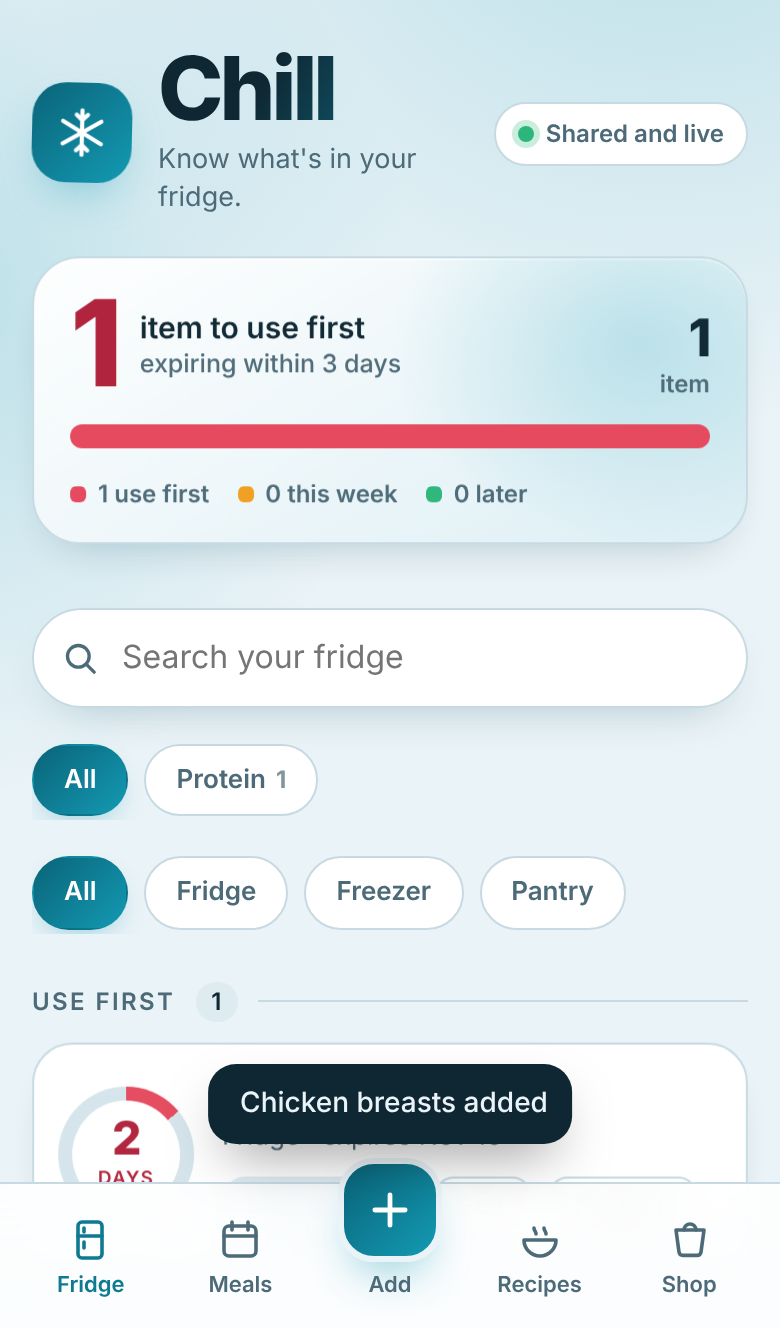 Chill
Know what's in your
fridge.
Shared and live
1
item to use first
expiring within 3 days
1
item
1 use first
0 this week
0 later
Search your fridge
All
Protein 1
All
Fridge
Freezer
Pantry
USE FIRST 1
Chicken breasts added
2
DAYS
Fridge
Meals
Add
Recipes
Shop